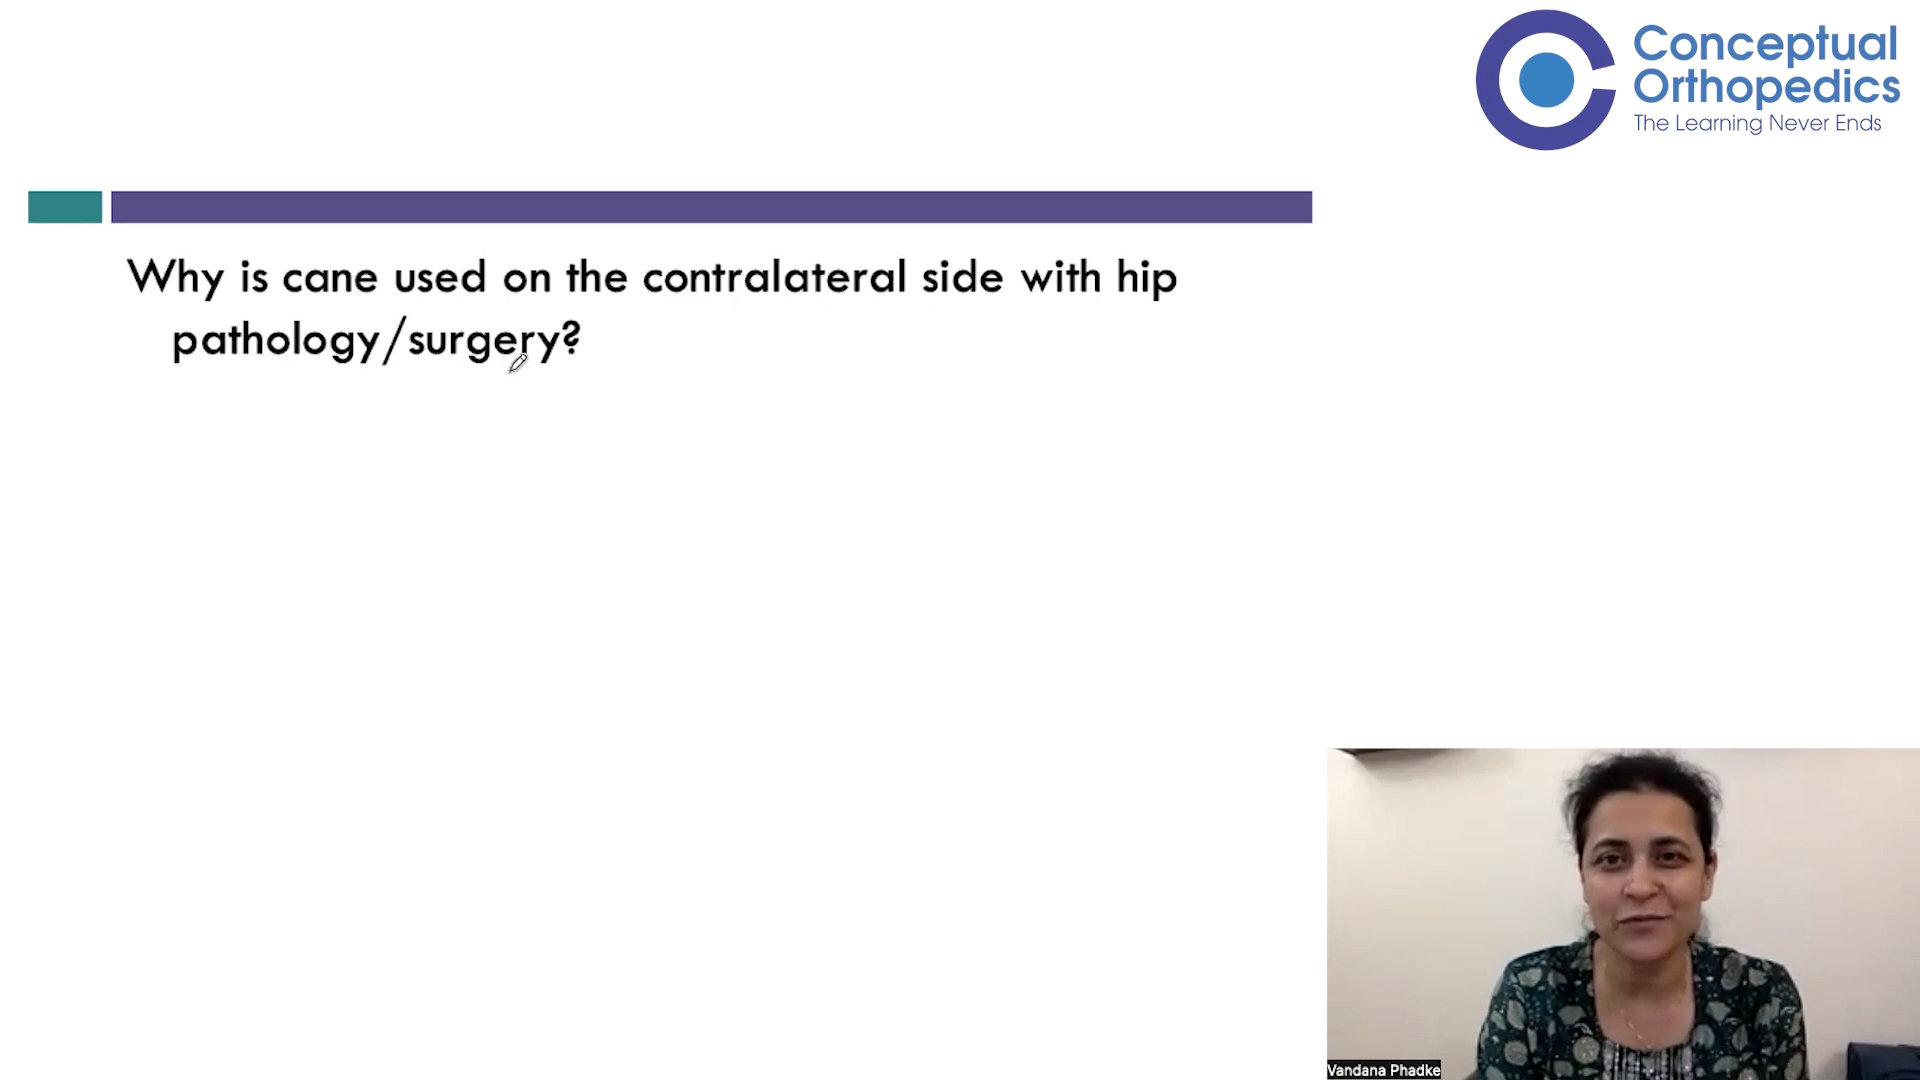 Conceptual
Orthopedics
The Learning Never Ends
Why is cane used on the contralateral side with hip
pathology/surgery?
Vandana Phadke